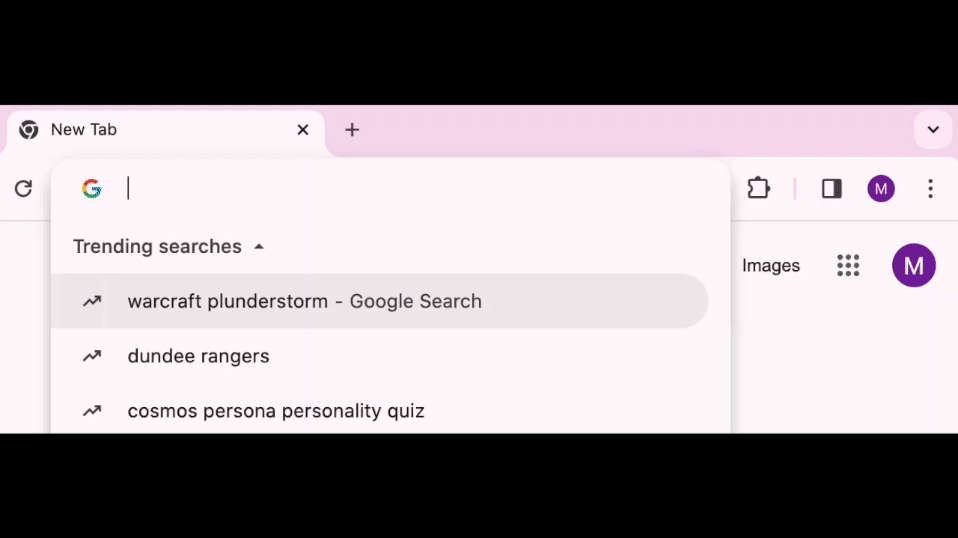 New Tab
M
Trending searches
Images
M
warcraft plunderstorm - Google Search
dundee rangers
cosmos persona personality quiz